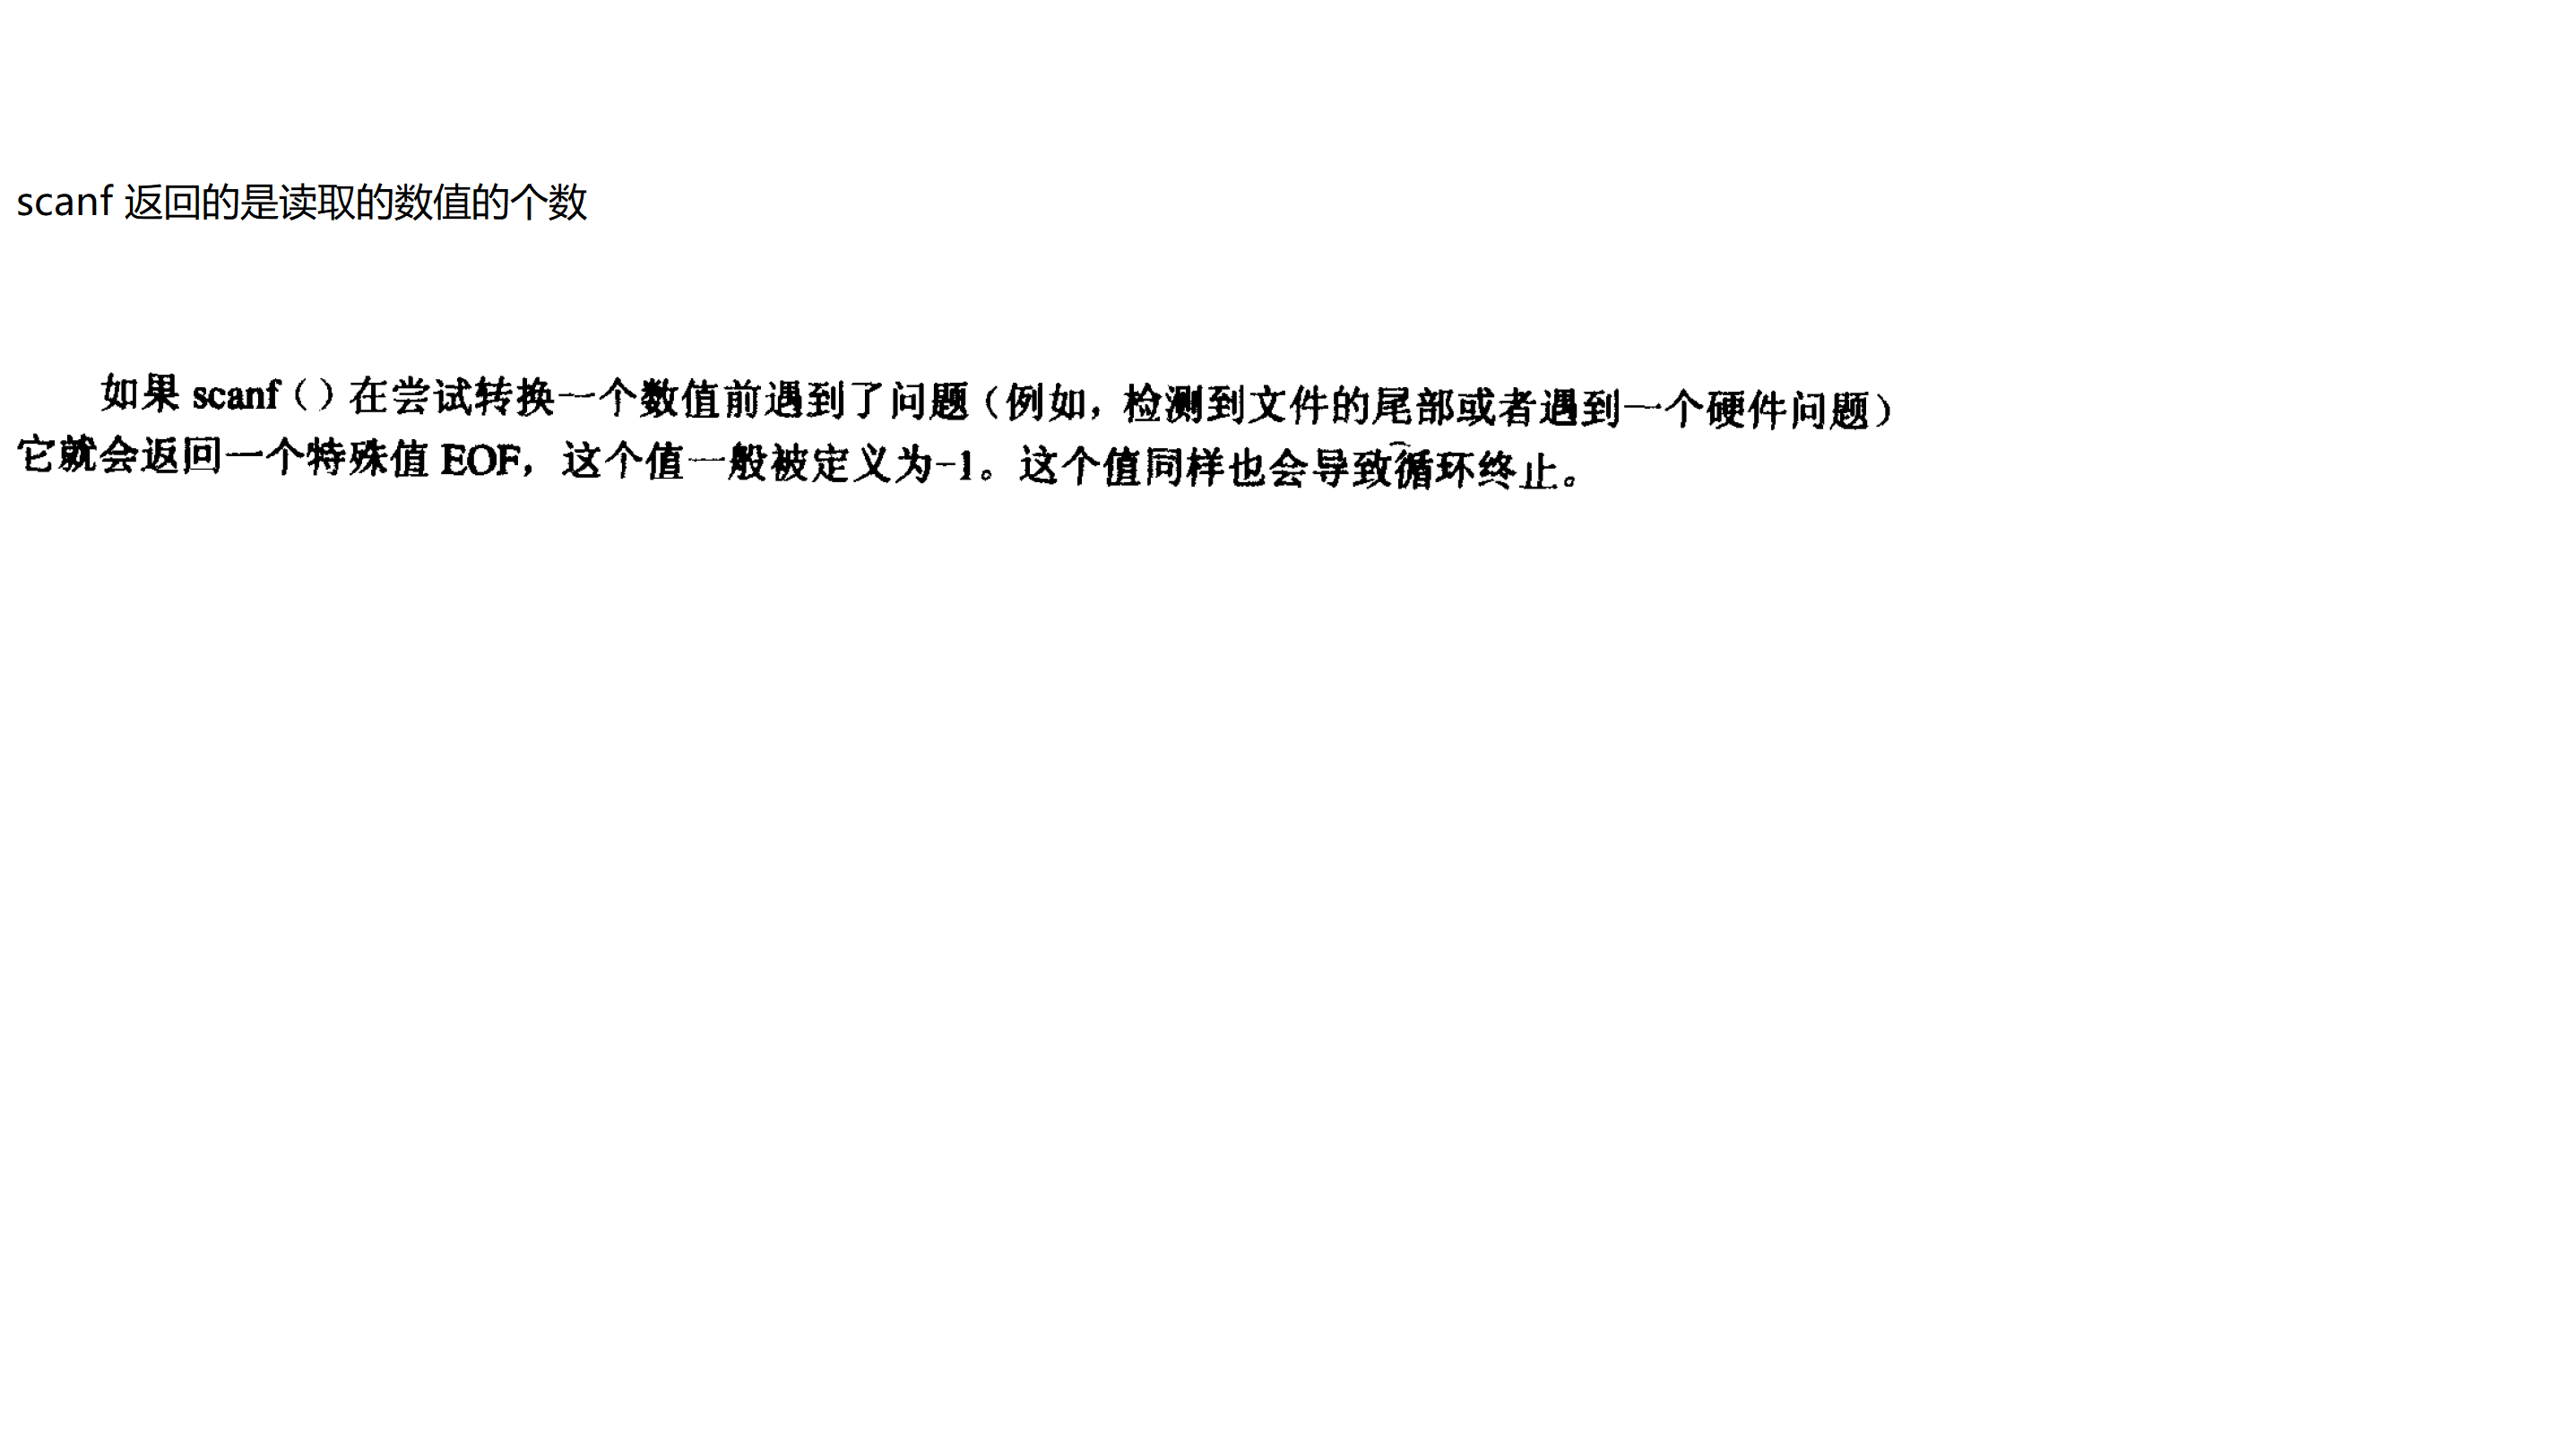 scanf 返回的是读取的数值的个数
如果 scanf（）在尝试转换一个数值前遇到了问题（例如，检测到文件的尾部或者遇到一个硬件问题）
它就会返回一个特殊值 EOF，这个值一般被定义为–1。这个值同样也会导致循环终止。